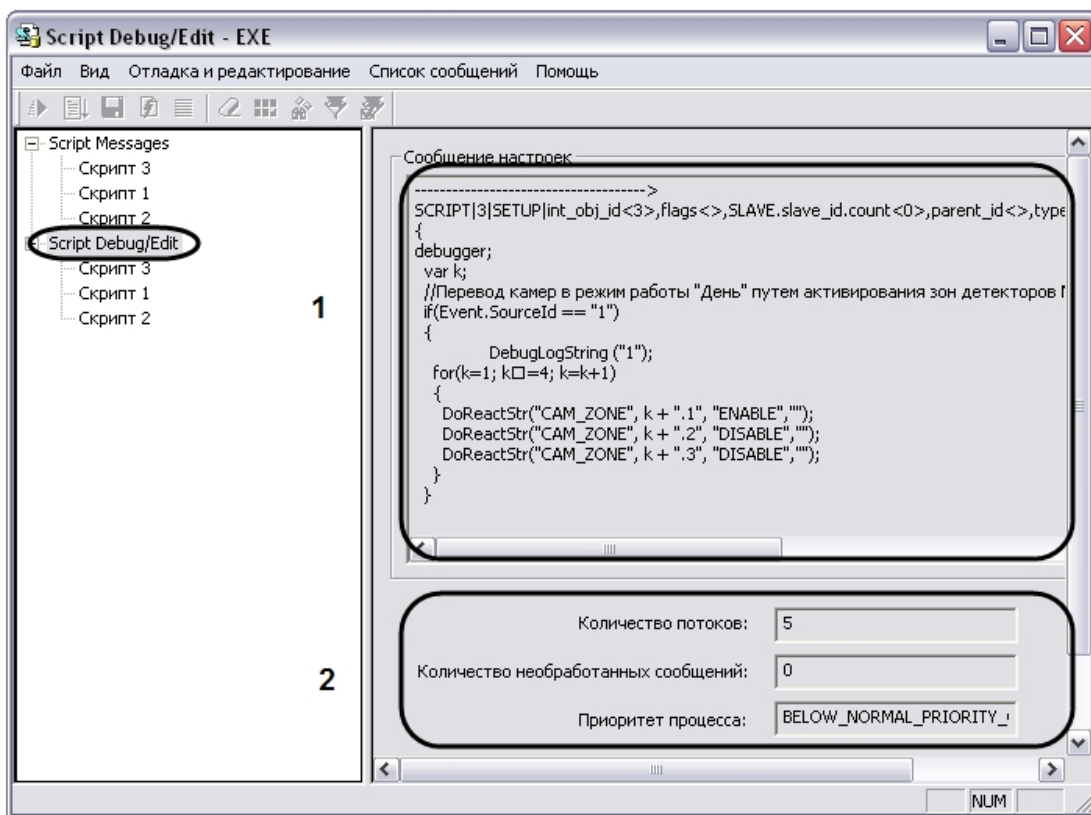 Script Debug/Edit - EXE
Файл Вид Отладка и редактирование Список сообщений Помощь
Script Messages
Скрипт 3
Скрипт 1
Скрипт 2
Script Debug/Edit
Скрипт 3
Скрипт 1
Скрипт 2
1
2
Сообщение настроек
------------------------------------->
SCRIPT|3|SETUP|int_obj_id<3>,flags<>,SLAVE.slave_id.count<0>,parent_id<>,type
{
debugger;
var k;
//Перевод камер в режим работы "День" путем активирования зон детекторов
if(Event.SourceId == "1")
{
DebugLogString ("1");
for(k=1; k□=4; k=k+1)
{
DoReactStr("CAM_ZONE", k + ".1", "ENABLE","");
DoReactStr("CAM_ZONE", k + ".2", "DISABLE","");
DoReactStr("CAM_ZONE", k + ".3", "DISABLE","");
}
}
Количество потоков: 5
Количество необработанных сообщений: 0
Приоритет процесса: BELOW_NORMAL_PRIORITY_
NUM